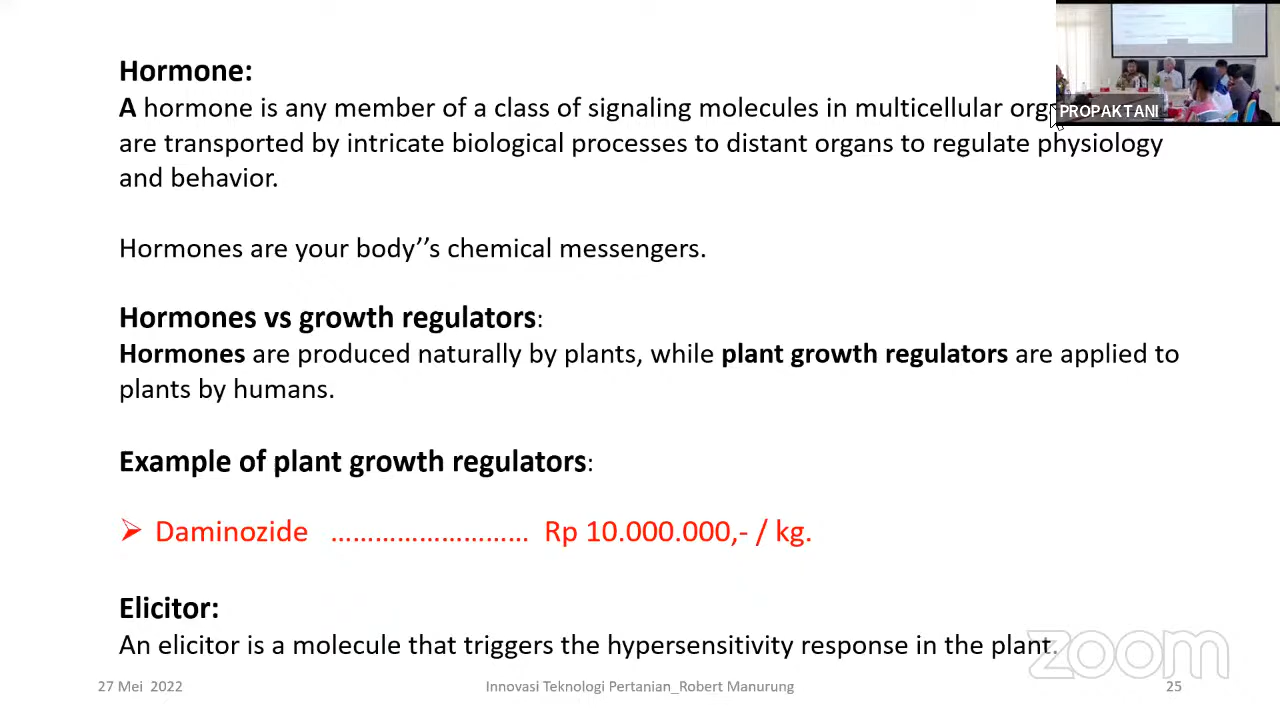 Hormone:
A hormone is any member of a class of signaling molecules in multicellular
are transported by intricate biological processes to distant organs to regulate physiology
and behavior.
Hormones are your body’’s chemical messengers.
Hormones vs growth regulators:
Hormones are produced naturally by plants, while plant growth regulators are applied to
plants by humans.
Example of plant growth regulators:
➢ Daminozide ……………………… Rp 10.000.000,- / kg.
Elicitor:
An elicitor is a molecule that triggers the hypersensitivity response in the plant.
27 Mei 2022
Innovasi Teknologi Pertanian_Robert Manurung
25
PROPAKTANI
zoom